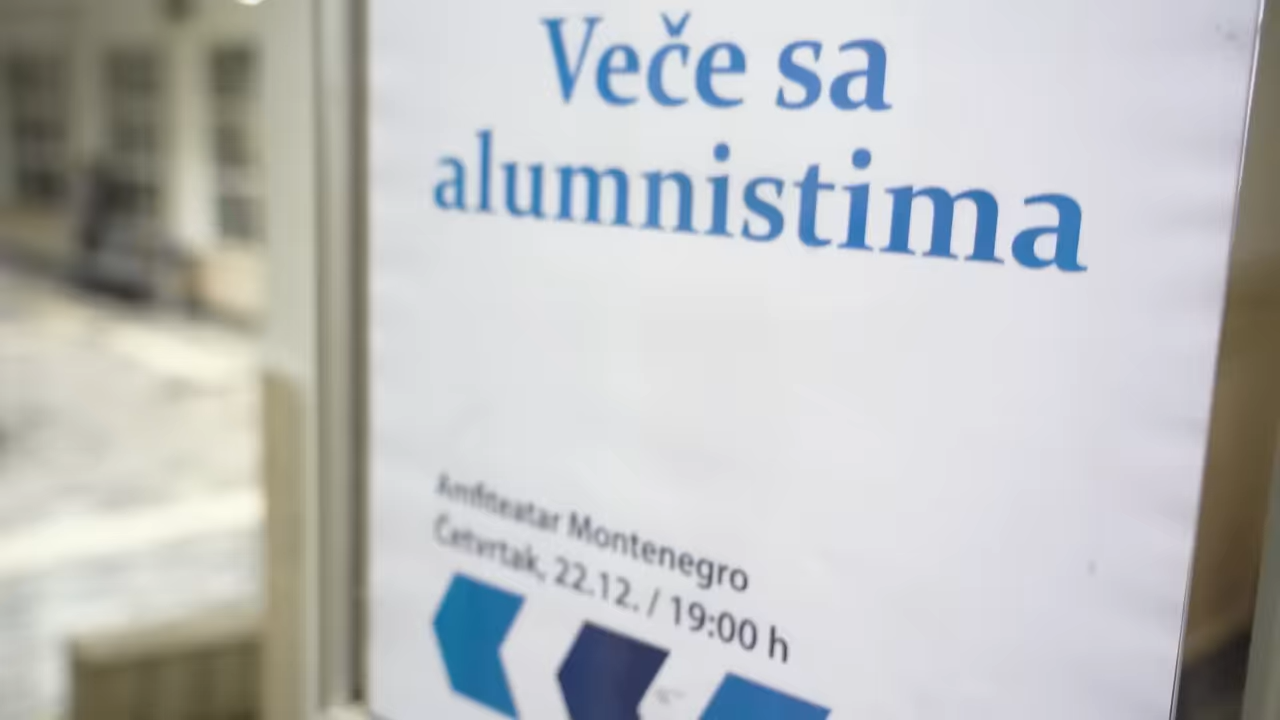 Veče sa
alumnistima
Amfiteatar Montenegro
Četvrtak, 22.12. / 19:00 h